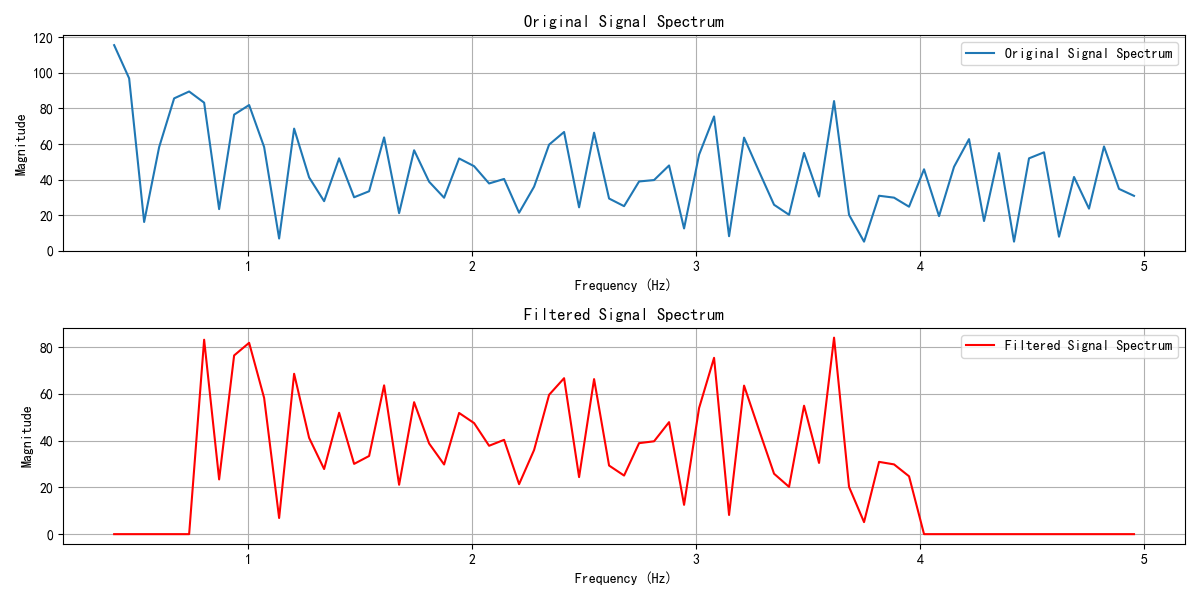 Original Signal Spectrum
120
100
80
60
40
20
0
Magnitude
Original Signal Spectrum
1 2 3 4 5
Frequency (Hz)
Filtered Signal Spectrum
80
60
40
20
0
Magnitude
Filtered Signal Spectrum
1 2 3 4 5
Frequency (Hz)